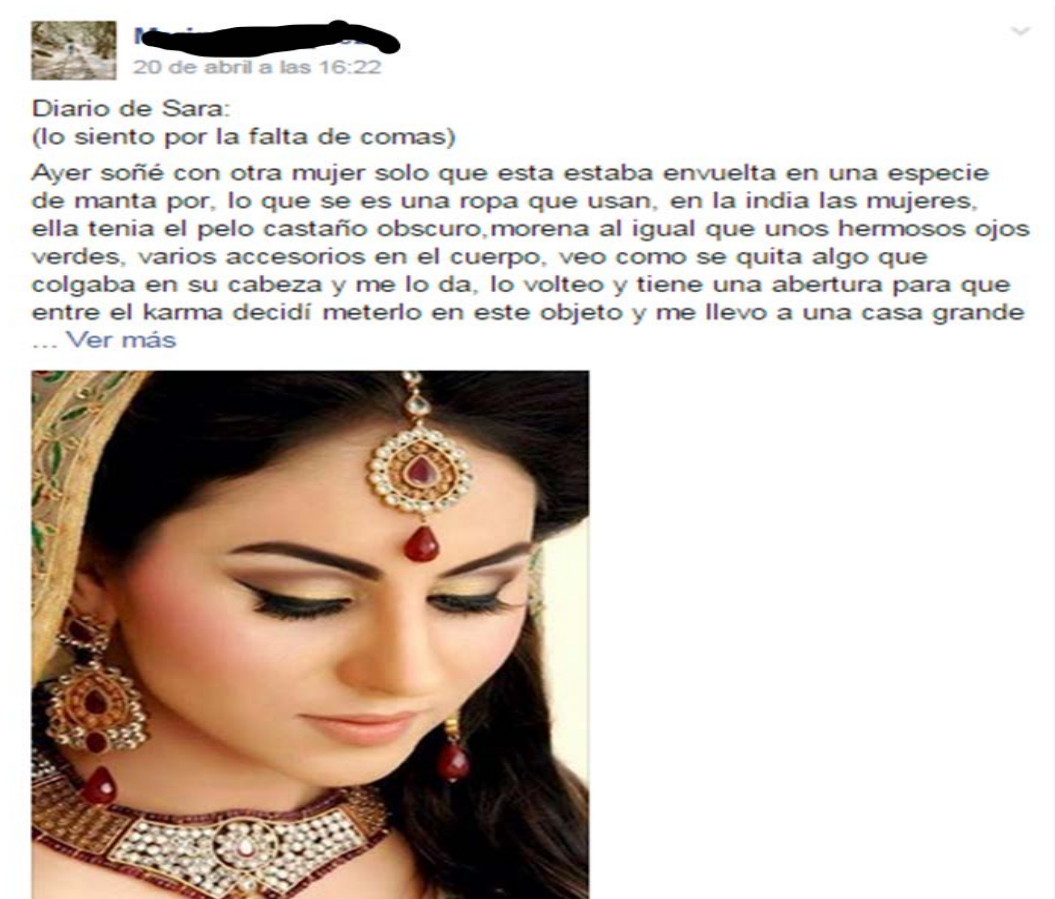 20 de abril a las 16:22
Diario de Sara:
(lo siento por la falta de comas)
Ayer soñé con otra mujer solo que esta estaba envuelta en una especie
de manta por, lo que se es una ropa que usan, en la india las mujeres,
ella tenia el pelo castaño obscuro,morena al igual que unos hermosos ojos
verdes, varios accesorios en el cuerpo, veo como se quita algo que
colgaba en su cabeza y me lo da, lo volteo y tiene una abertura para que
entre el karma decidí meterlo en este objeto y me llevo a una casa grande
... Ver más